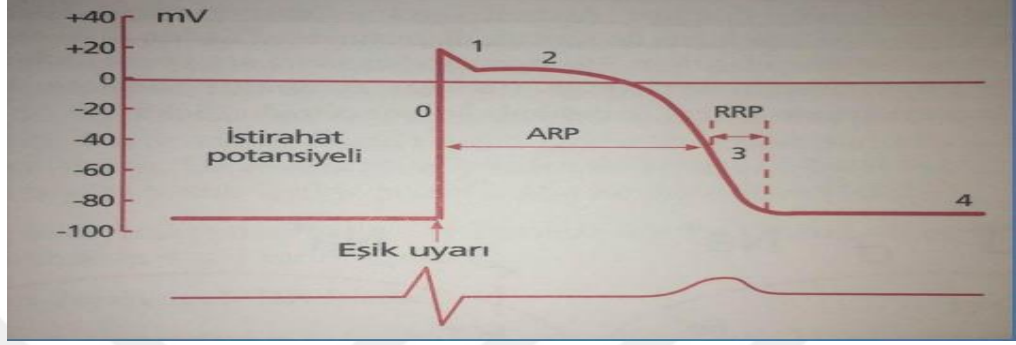 +40 mV
+20
0
-20
-40
-60
-80
-100
1
2
0
RRP
ARP
3
İstirahat
potansiyeli
4
Eşik uyarı